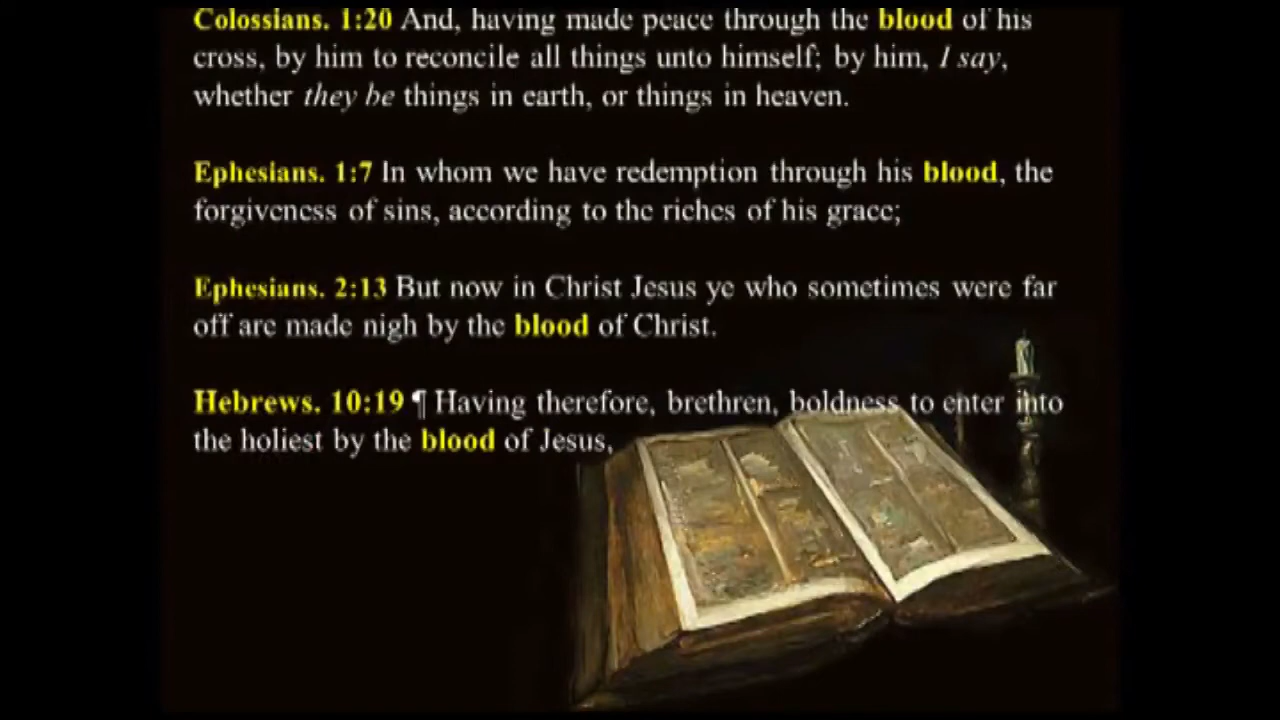 Colossians. 1:20 And, having made peace through the blood of his
cross, by him to reconcile all things unto himself; by him, I say,
whether they be things in earth, or things in heaven.
Ephesians. 1:7 In whom we have redemption through his blood, the
forgiveness of sins, according to the riches of his grace;
Ephesians. 2:13 But now in Christ Jesus ye who sometimes were far
off are made nigh by the blood of Christ.
Hebrews. 10:19 ¶ Having therefore, brethren, boldness to enter into
the holiest by the blood of Jesus,